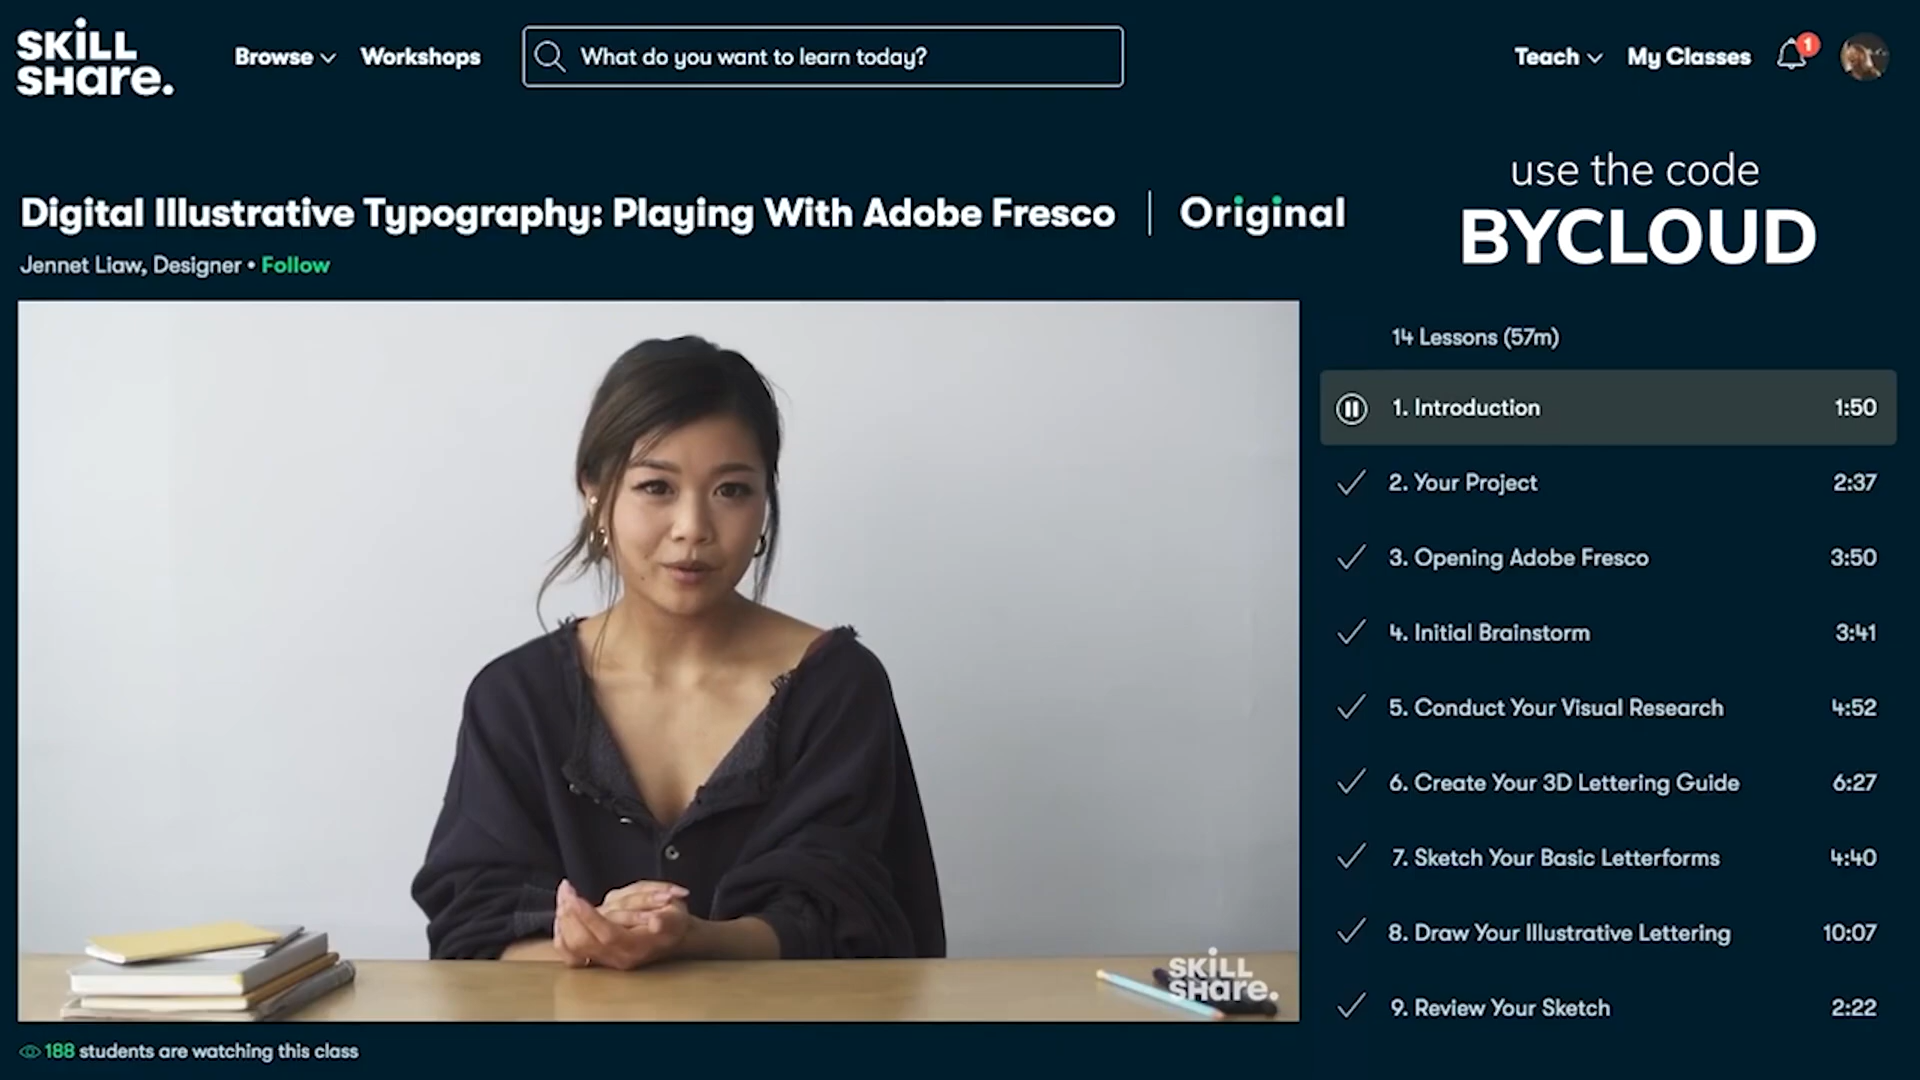 SKILL
SHare.
Browse
Workshops
What do you want to learn today?
Teach
My Classes
1
use the code
BYCLOUD
Digital Illustrative Typography: Playing With Adobe Fresco | Original
Jennet Liaw, Designer • Follow
14 Lessons (57m)
1. Introduction 1:50
2. Your Project 2:37
3. Opening Adobe Fresco 3:50
4. Initial Brainstorm 3:41
5. Conduct Your Visual Research 4:52
6. Create Your 3D Lettering Guide 6:27
7. Sketch Your Basic Letterforms 4:40
8. Draw Your Illustrative Lettering 10:07
9. Review Your Sketch 2:22
SKILL
SHare.
188 students are watching this class